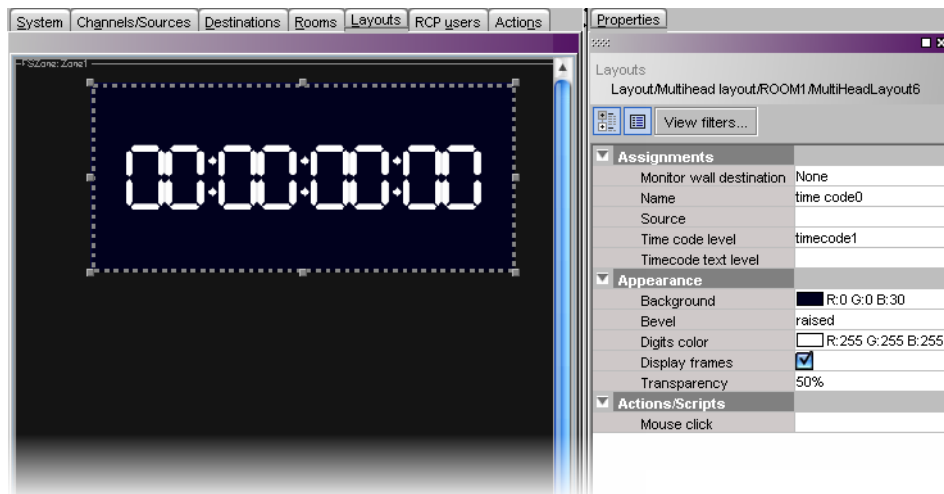 System Channels/Sources Destinations Rooms Layouts RCP users Actions
Properties
PSZone: Zone1
00:00:00:00
Layouts
Layout/Multihead layout/ROOM1/MultiHeadLayout6
View filters...
Assignments
Monitor wall destination None
Name time code0
Source
Time code level timecode1
Timecode text level
Appearance
Background R:0 G:0 B:30
Bevel raised
Digits color R:255 G:255 B:255
Display frames
Transparency 50%
Actions/Scripts
Mouse click